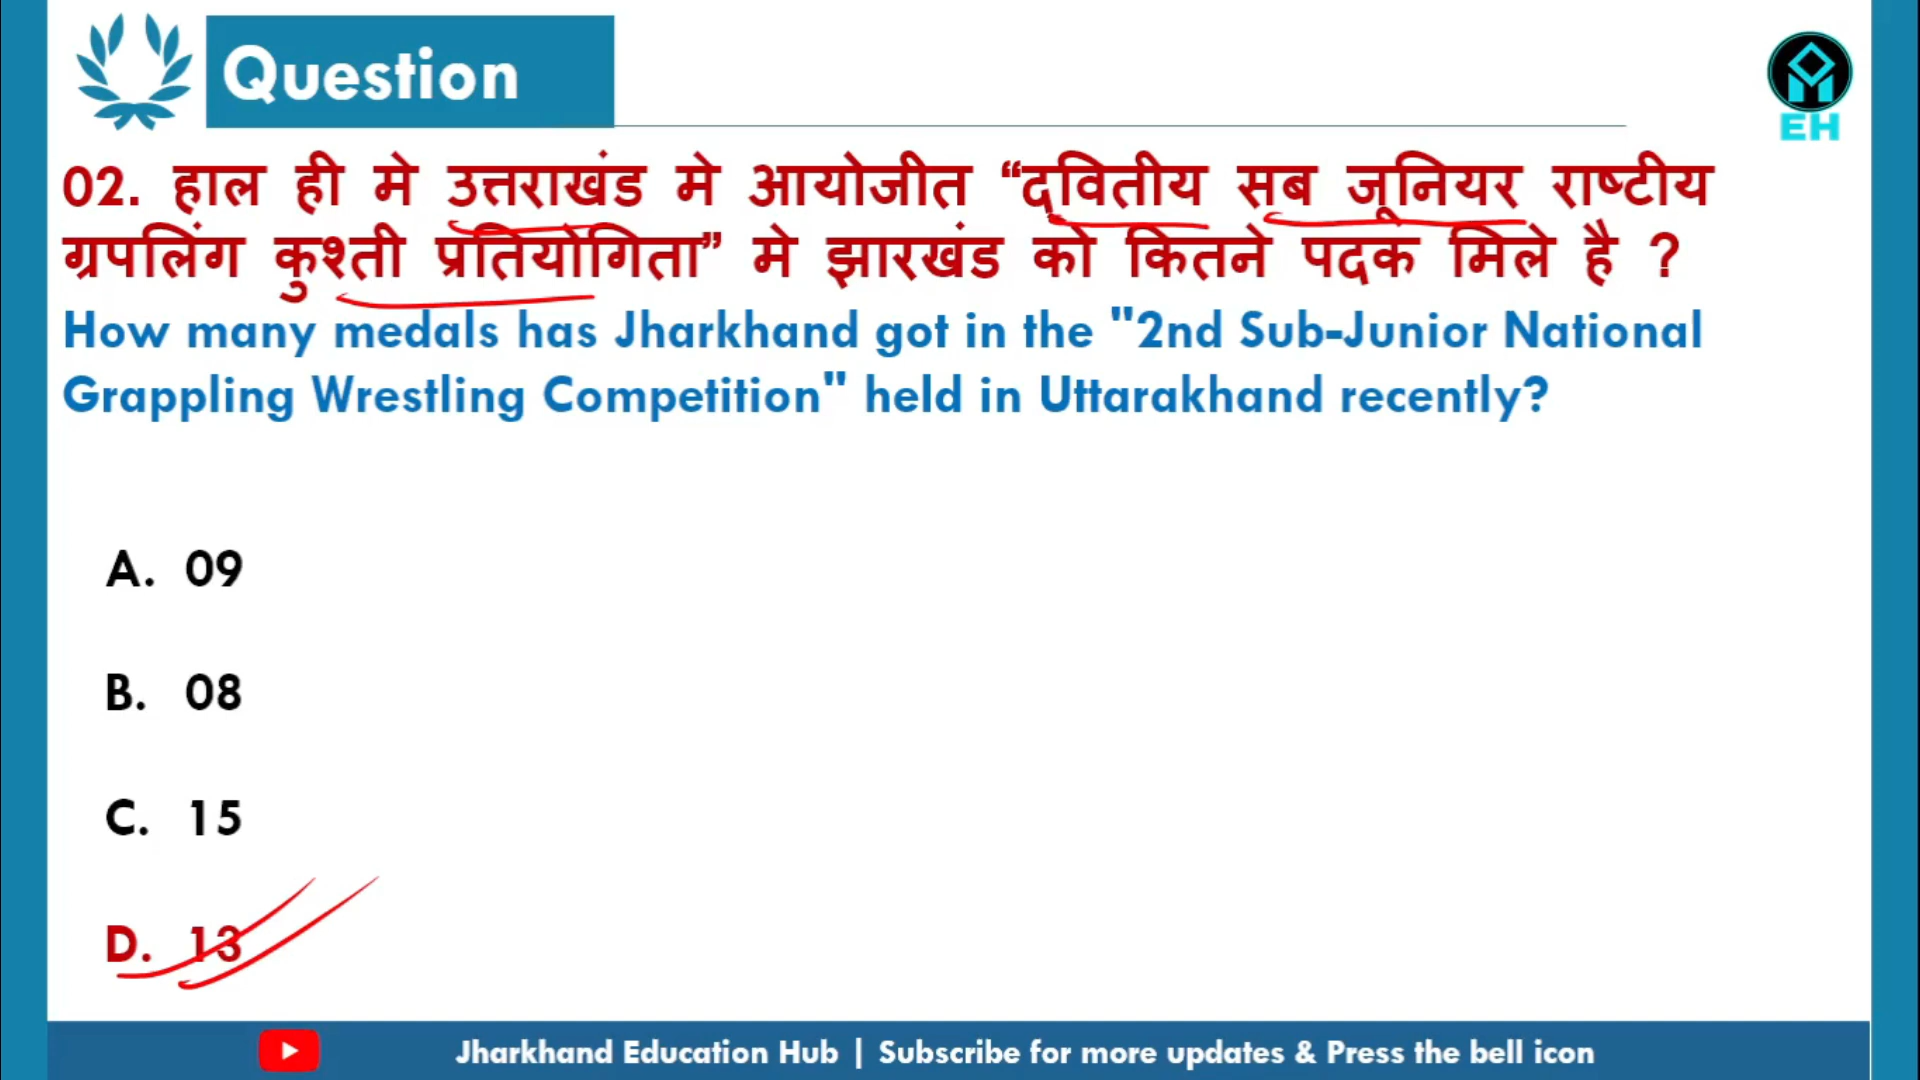 Question
EH
02. हाल ही मे उत्तराखंड मे आयोजीत “दवितीय सब जूनियर राष्टीय
ग्रपलिंग कुश्ती प्रतियोगिता” मे झारखंड को कितने पदक मिले है ?
How many medals has Jharkhand got in the "2nd Sub-Junior National
Grappling Wrestling Competition" held in Uttarakhand recently?
A. 09
B. 08
C. 15
D. 13
Jharkhand Education Hub | Subscribe for more updates & Press the bell icon